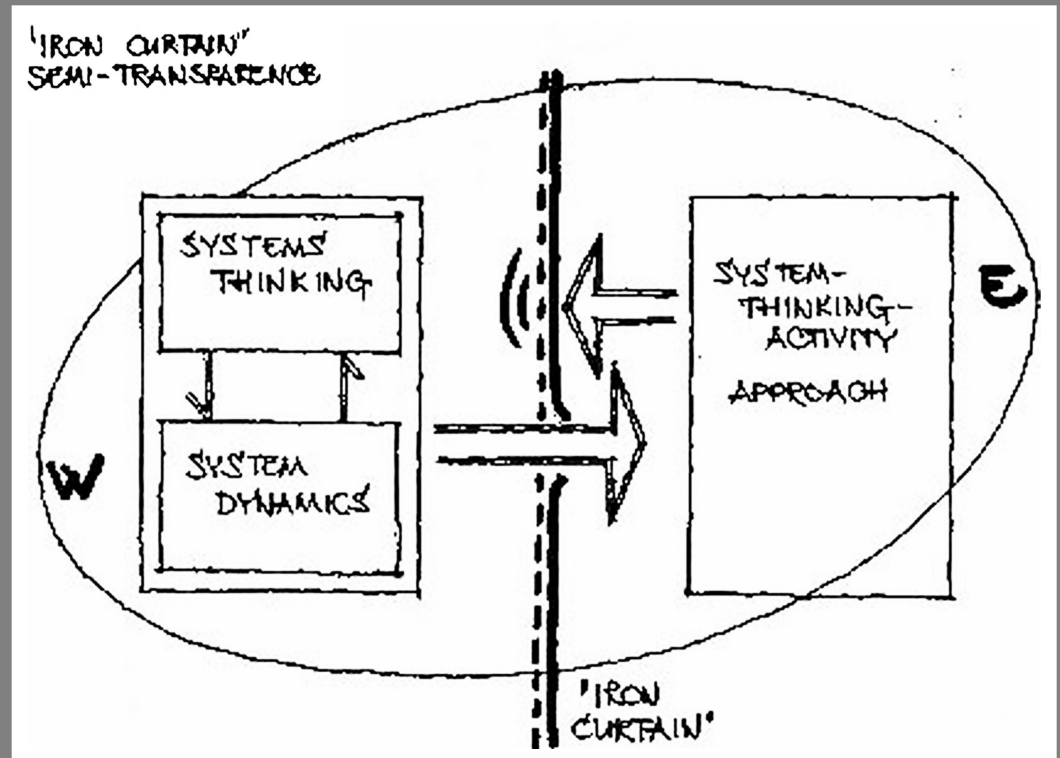 "IRON CURTAIN"
SEMI-TRANSPARENCE
SYSTEMS
THINKING
SYSTEM
DYNAMICS
W
SYSTEM-
THINKING-
ACTIVITY
APPROACH
E
"IRON
CURTAIN"